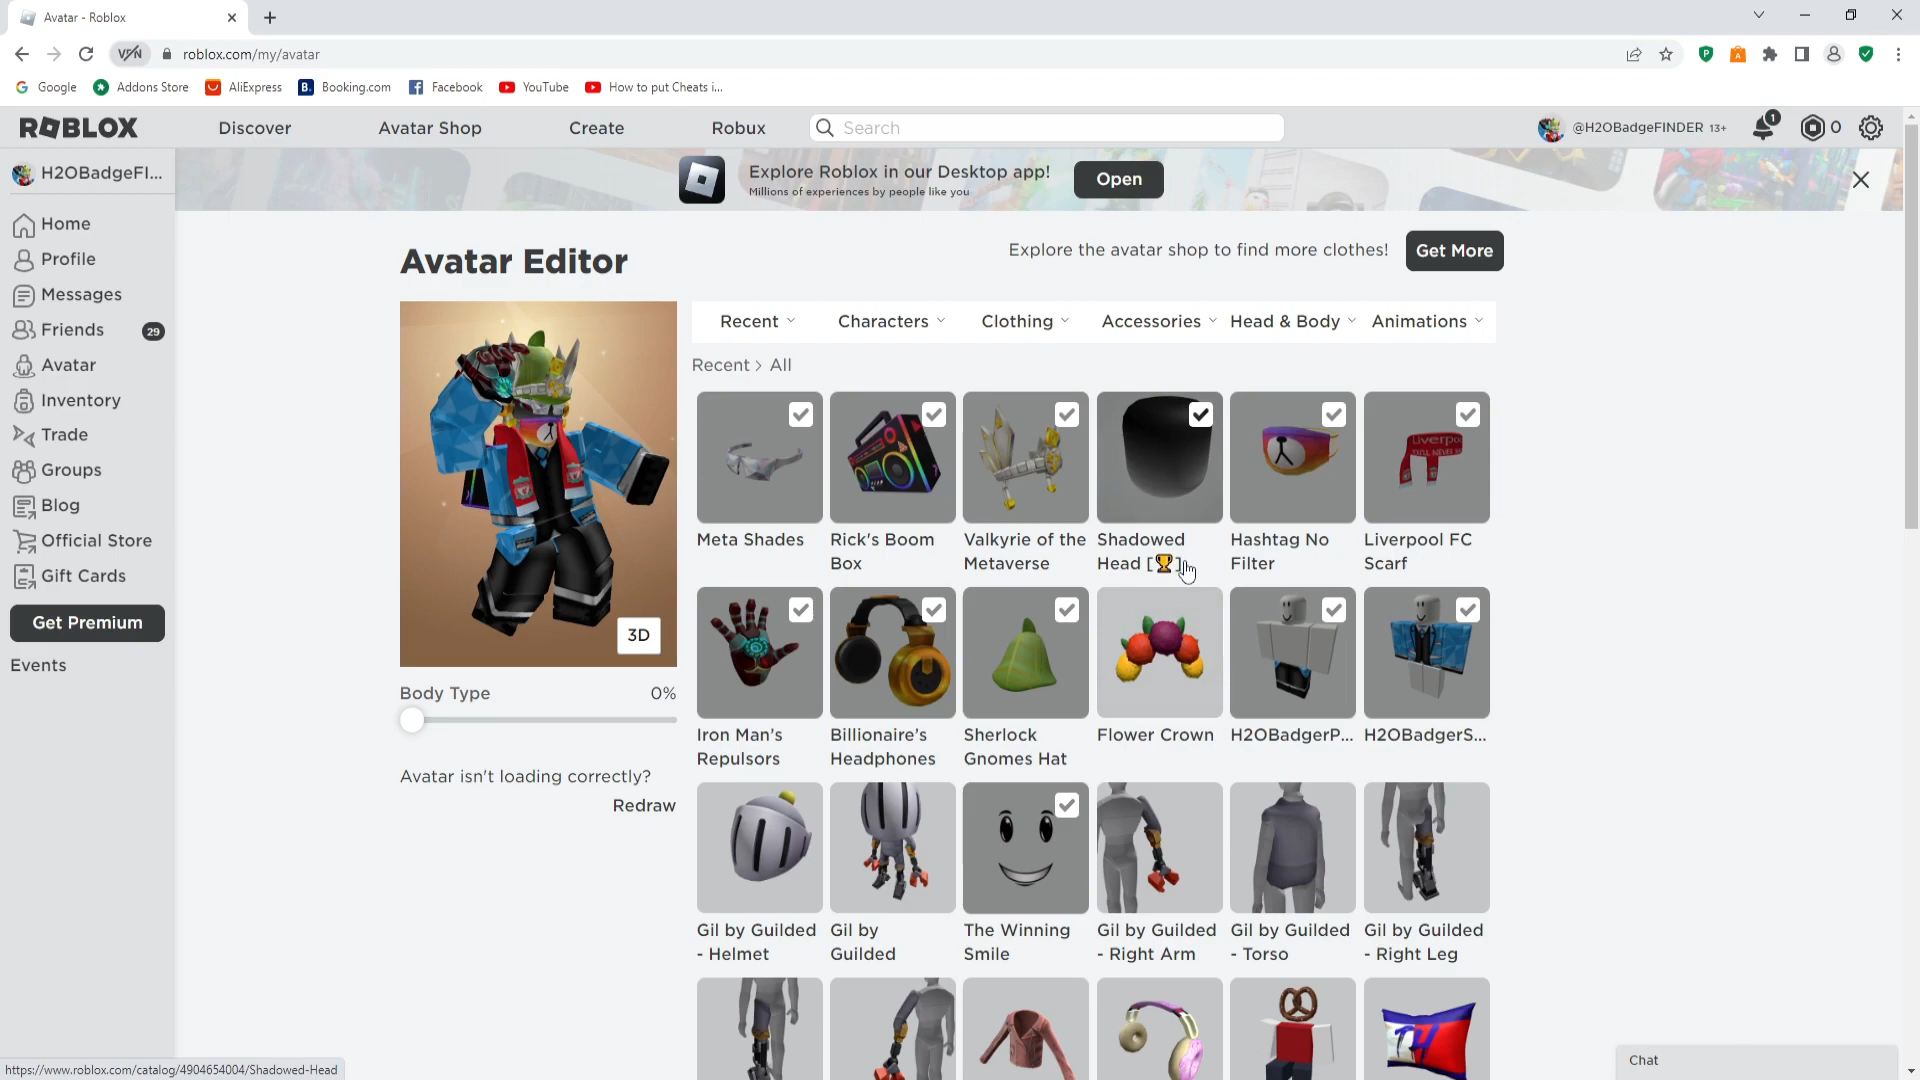 Avatar - Roblox
VPN
roblox.com/my/avatar
Google
Addons Store
AliExpress
B.
Booking.com
Facebook
YouTube
How to put Cheats i...
ROBLOX
Discover
Avatar Shop
Create
Robux
Search
@H2OBadgeFINDER 13+
1
0
H2OBadgeFI...
Explore Roblox in our Desktop app!
Millions of experiences by people like you
Open
Home
Profile
Messages
Friends
29
Avatar
Inventory
Trade
Groups
Blog
Official Store
Gift Cards
Get Premium
Events
Avatar Editor
Explore the avatar shop to find more clothes!
Get More
Recent
Characters
Clothing
Accessories
Head & Body
Animations
Recent > All
3D
Body Type
0%
Avatar isn't loading correctly?
Redraw
Meta Shades
Rick's Boom
Box
Valkyrie of the
Metaverse
Shadowed
Head [🏆]
Hashtag No
Filter
Liverpool FC
Scarf
Iron Man's
Repulsors
Billionaire's
Headphones
Sherlock
Gnomes Hat
Flower Crown
H2OBadgerP...
H2OBadgerS...
Gil by Guilded
- Helmet
Gil by
Guilded
The Winning
Smile
Gil by Guilded
- Right Arm
Gil by Guilded
- Torso
Gil by Guilded
- Right Leg
TH
Chat
https://www.roblox.com/catalog/4904654004/Shadowed-Head